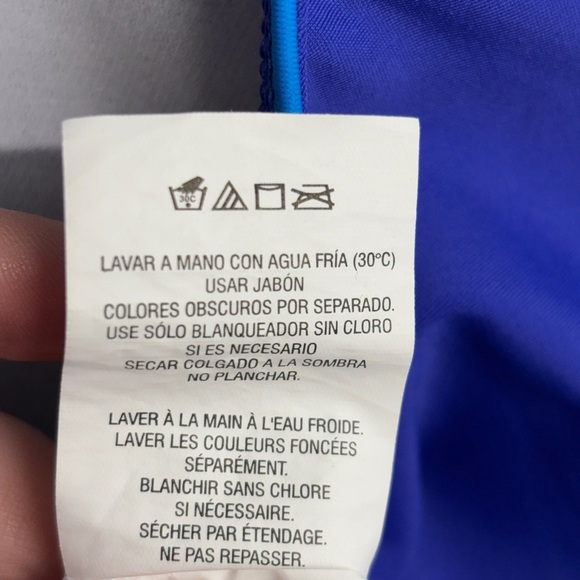 30C
LAVAR A MANO CON AGUA FRÍA (30ºC)
USAR JABÓN
COLORES OBSCUROS POR SEPARADO.
USE SÓLO BLANQUEADOR SIN CLORO
SI ES NECESARIO
SECAR COLGADO A LA SOMBRA
NO PLANCHAR.
LAVER À LA MAIN À L'EAU FROIDE.
LAVER LES COULEURS FONCÉES
SÉPARÉMENT.
BLANCHIR SANS CHLORE
SI NÉCESSAIRE.
SÉCHER PAR ÉTENDAGE.
NE PAS REPASSER.